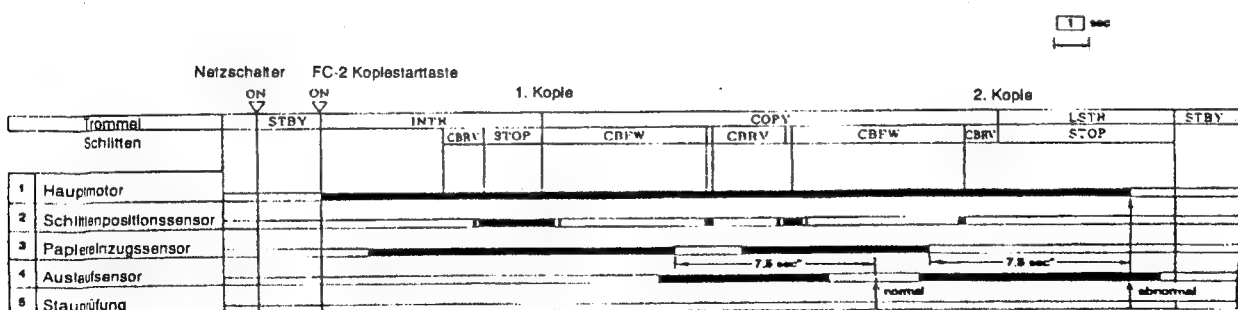 1 sec
Netzschalter FC-2 Kopiestarttaste
ON ON 1. Kopie 2. Kopie
Trommel STBY INTR COPY LSTR STBY
Schlitten CBRV STOP CBFW CBRV CBFW CBRV STOP
1 Hauptmotor
2 Schlittenpositionssensor
3 Papiereinzugssensor
7,5 sec* 7,5 sec*
4 Auslaufsensor
normal abnormal
5 Stauprüfung